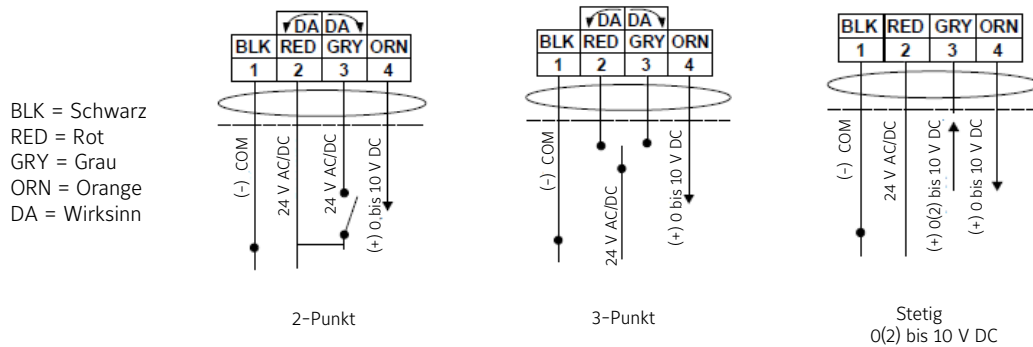 BLK = Schwarz
RED = Rot
GRY = Grau
ORN = Orange
DA = Wirksinn
DA DA
BLK RED GRY ORN
1 2 3 4
(-) COM
24 V AC/DC
24 V AC/DC
(+) 0 bis 10 V DC
2-Punkt
DA DA
BLK RED GRY ORN
1 2 3 4
(-) COM
24 V AC/DC
(+) 0 bis 10 V DC
3-Punkt
BLK RED GRY ORN
1 2 3 4
(-) COM
24 V AC/DC
(+) 0(2) bis 10 V DC
(+) 0 bis 10 V DC
Stetig
0(2) bis 10 V DC